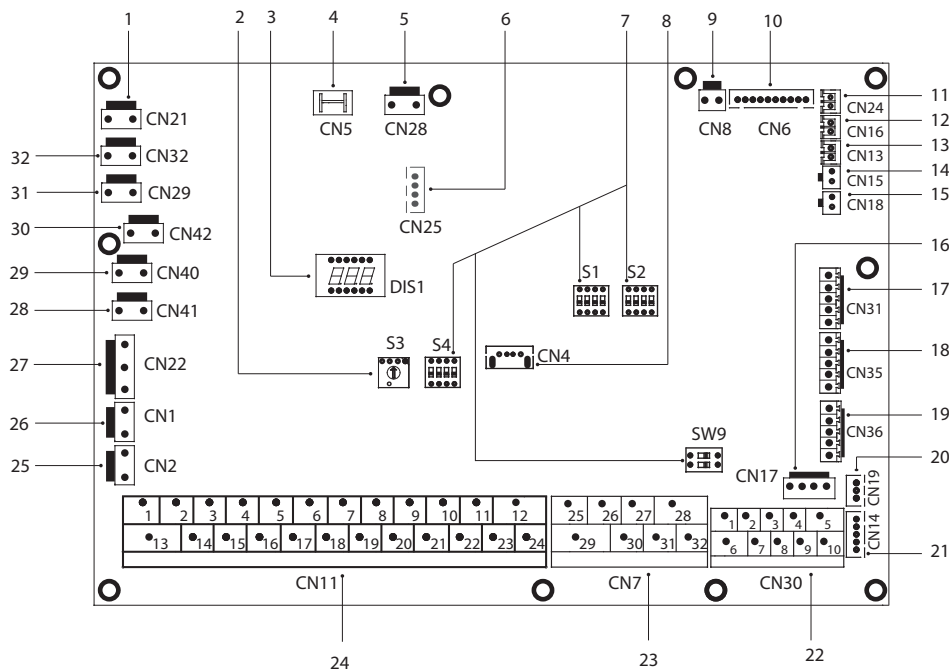 1 2 3 4 5 6 7 8 9 10
CN21
CN5
CN28
CN8
CN6
CN24 11
CN16 12
CN13 13
CN15 14
CN18 15
32 CN32
31 CN29
30 CN42
29 CN40
28 CN41
27 CN22
26 CN1
25 CN2
CN25
DIS1
S1 S2
S3 S4
CN4
SW9
16
CN31 17
CN35 18
CN36 19
20
CN17
CN19
CN14
21
1 2 3 4 5 6 7 8 9 10 11 12
13 14 15 16 17 18 19 20 21 22 23 24
CN11
25 26 27 28
29 30 31 32
CN7
1 2 3 4 5
6 7 8 9 10
CN30
24 23 22